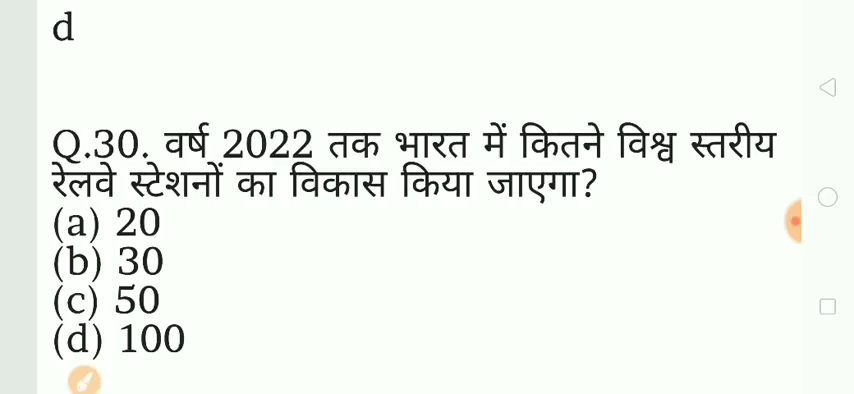 d
Q.30. वर्ष 2022 तक भारत में कितने विश्व स्तरीय
रेलवे स्टेशनों का विकास किया जाएगा?
(a) 20
(b) 30
(c) 50
(d) 100